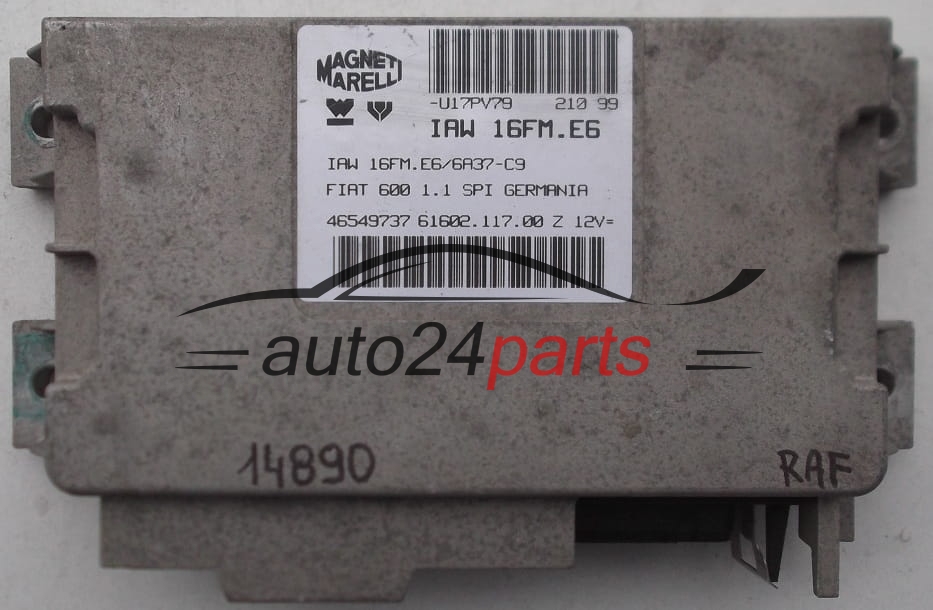 MAGNETI
MARELLI
-U17PV79 210 99
IAW 16FM.E6
IAW 16FM.E6/6A37-C9
FIAT 600 1.1 SPI GERMANIA
46549737 61602.117.00 Z 12V=
auto24parts
14890
RAF